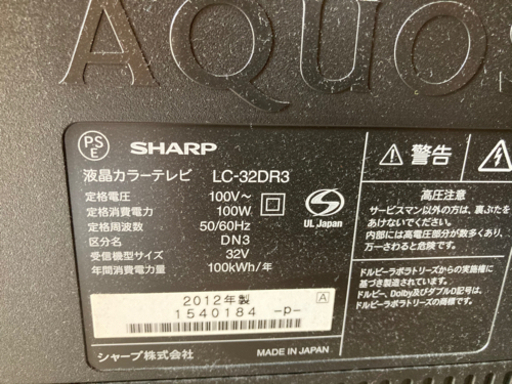 AQUOS
PS
E
SHARP
液晶カラーテレビ LC-32DR3
定格電圧 100V~
定格消費電力 100W
50/60Hz
区分名 DN3
受信機型サイズ 32V
年間消費電力量 100kWh/年
2012年製 A
1540184 -p-
シャープ株式会社 MADE IN JAPAN
S
UL Japan
警告
高圧注意
サービスマン以外の方は、裏ぶたを
あけないでください。
内部には高電圧部分が数多くあり、
万一さわると危険です。
ドルビーラボラトリーズからの実施権に
基づき製造されています。
ドルビー、Dolby及びダブルD記号は、
ドルビーラボラトリーズの商標です。